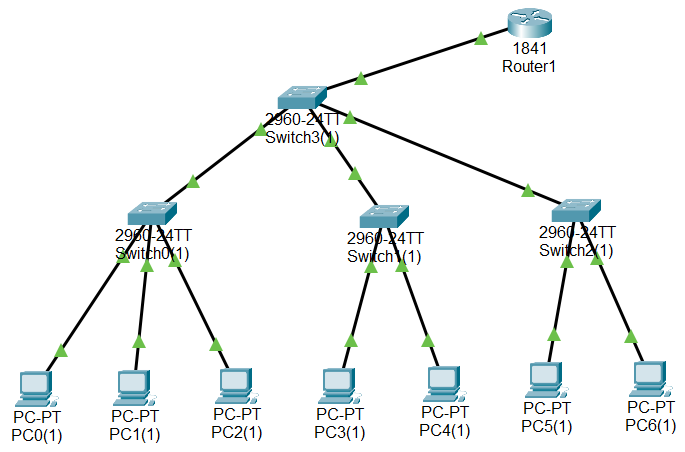 1841
Router1
2960-24TT
Switch3(1)
2960-24TT
Switch0(1)
2960-24TT
Switch1(1)
2960-24TT
Switch2(1)
PC-PT
PC0(1)
PC-PT
PC1(1)
PC-PT
PC2(1)
PC-PT
PC3(1)
PC-PT
PC4(1)
PC-PT
PC5(1)
PC-PT
PC6(1)